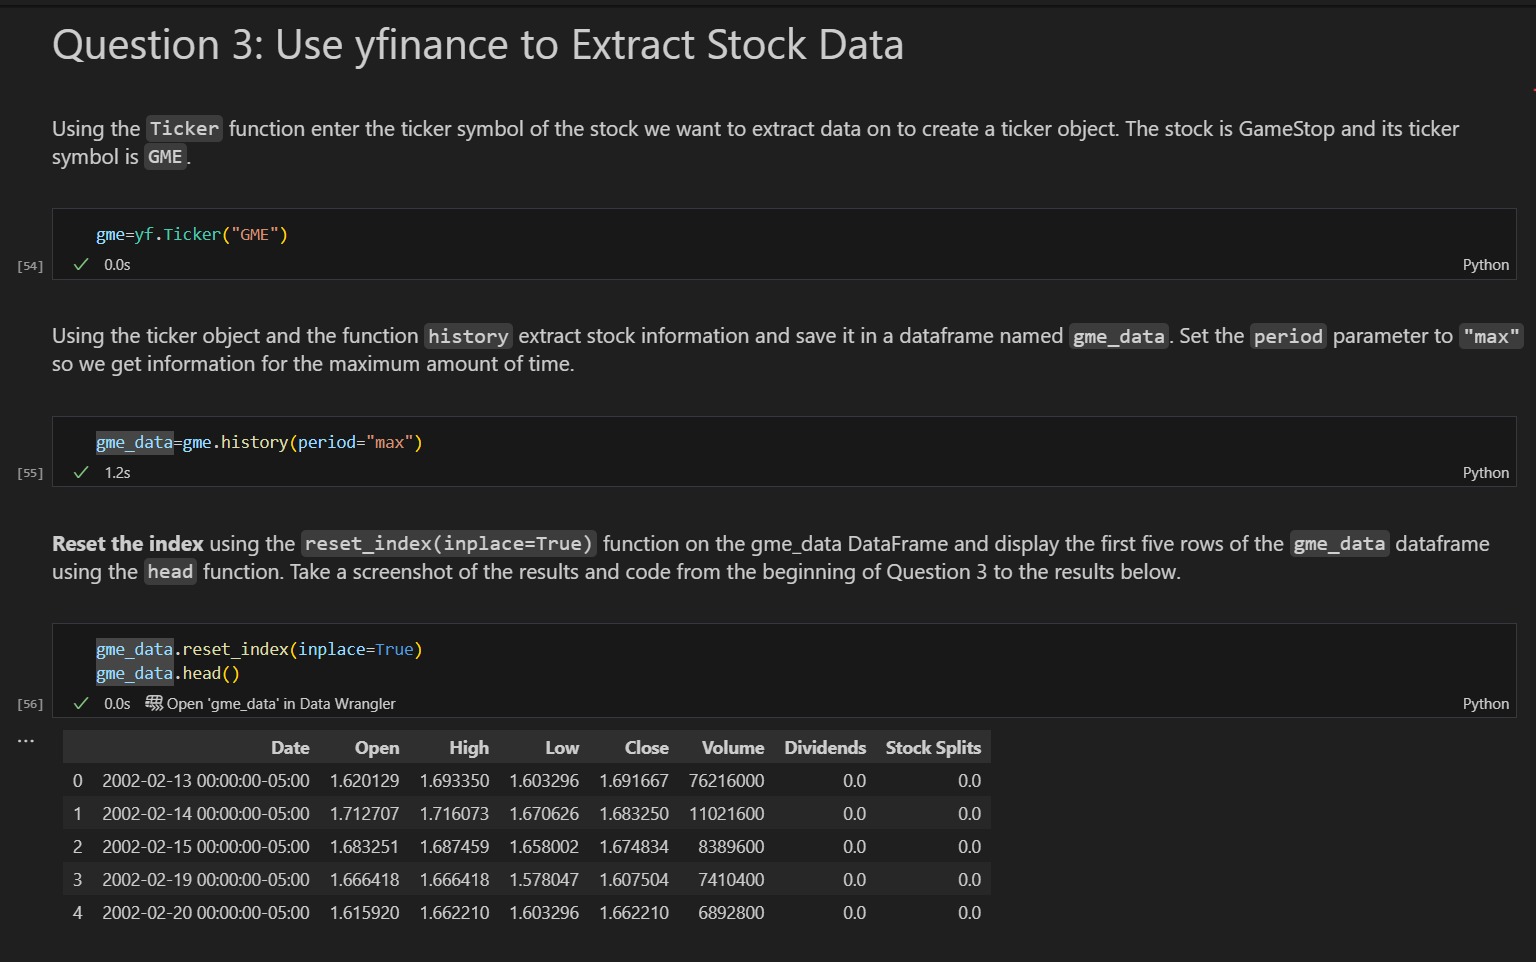 Question 3: Use yfinance to Extract Stock Data
Using the Ticker function enter the ticker symbol of the stock we want to extract data on to create a ticker object. The stock is GameStop and its ticker
symbol is GME.
gme=yf.Ticker("GME")
[54] 0.0s Python
Using the ticker object and the function history extract stock information and save it in a dataframe named gme_data. Set the period parameter to "max"
so we get information for the maximum amount of time.
gme_data=gme.history(period="max")
[55] 1.2s Python
Reset the index using the reset_index(inplace=True) function on the gme_data DataFrame and display the first five rows of the gme_data dataframe
using the head function. Take a screenshot of the results and code from the beginning of Question 3 to the results below.
gme_data.reset_index(inplace=True)
gme_data.head()
[56] 0.0s Open 'gme_data' in Data Wrangler Python
...
Date Open High Low Close Volume Dividends Stock Splits
0 2002-02-13 00:00:00-05:00 1.620129 1.693350 1.603296 1.691667 76216000 0.0 0.0
1 2002-02-14 00:00:00-05:00 1.712707 1.716073 1.670626 1.683250 11021600 0.0 0.0
2 2002-02-15 00:00:00-05:00 1.683251 1.687459 1.658002 1.674834 8389600 0.0 0.0
3 2002-02-19 00:00:00-05:00 1.666418 1.666418 1.578047 1.607504 7410400 0.0 0.0
4 2002-02-20 00:00:00-05:00 1.615920 1.662210 1.603296 1.662210 6892800 0.0 0.0